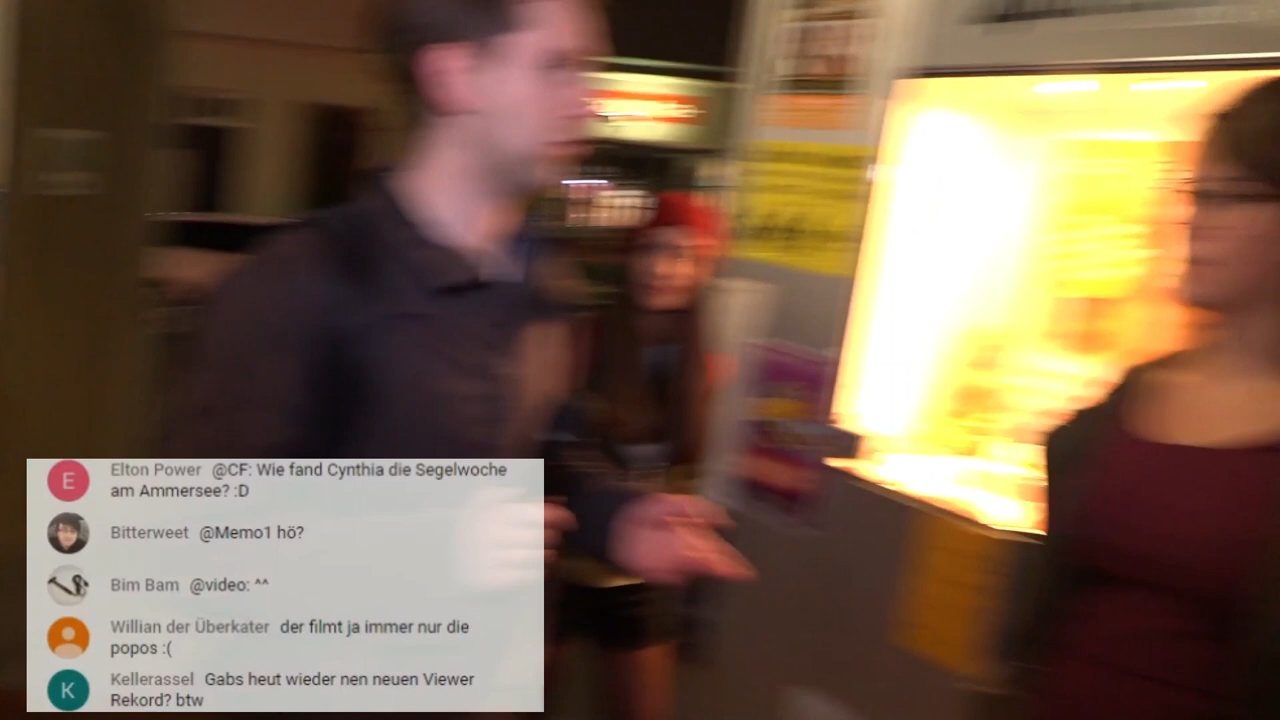 Elton Power @CF: Wie fand Cynthia die Segelwoche
am Ammersee? :D
Bitterweet @Memo1 hö?
Bim Bam @video: ^^
Willian der Überkater der filmt ja immer nur die
popos :(
Kellerassel Gabs heut wieder nen neuen Viewer
Rekord? btw